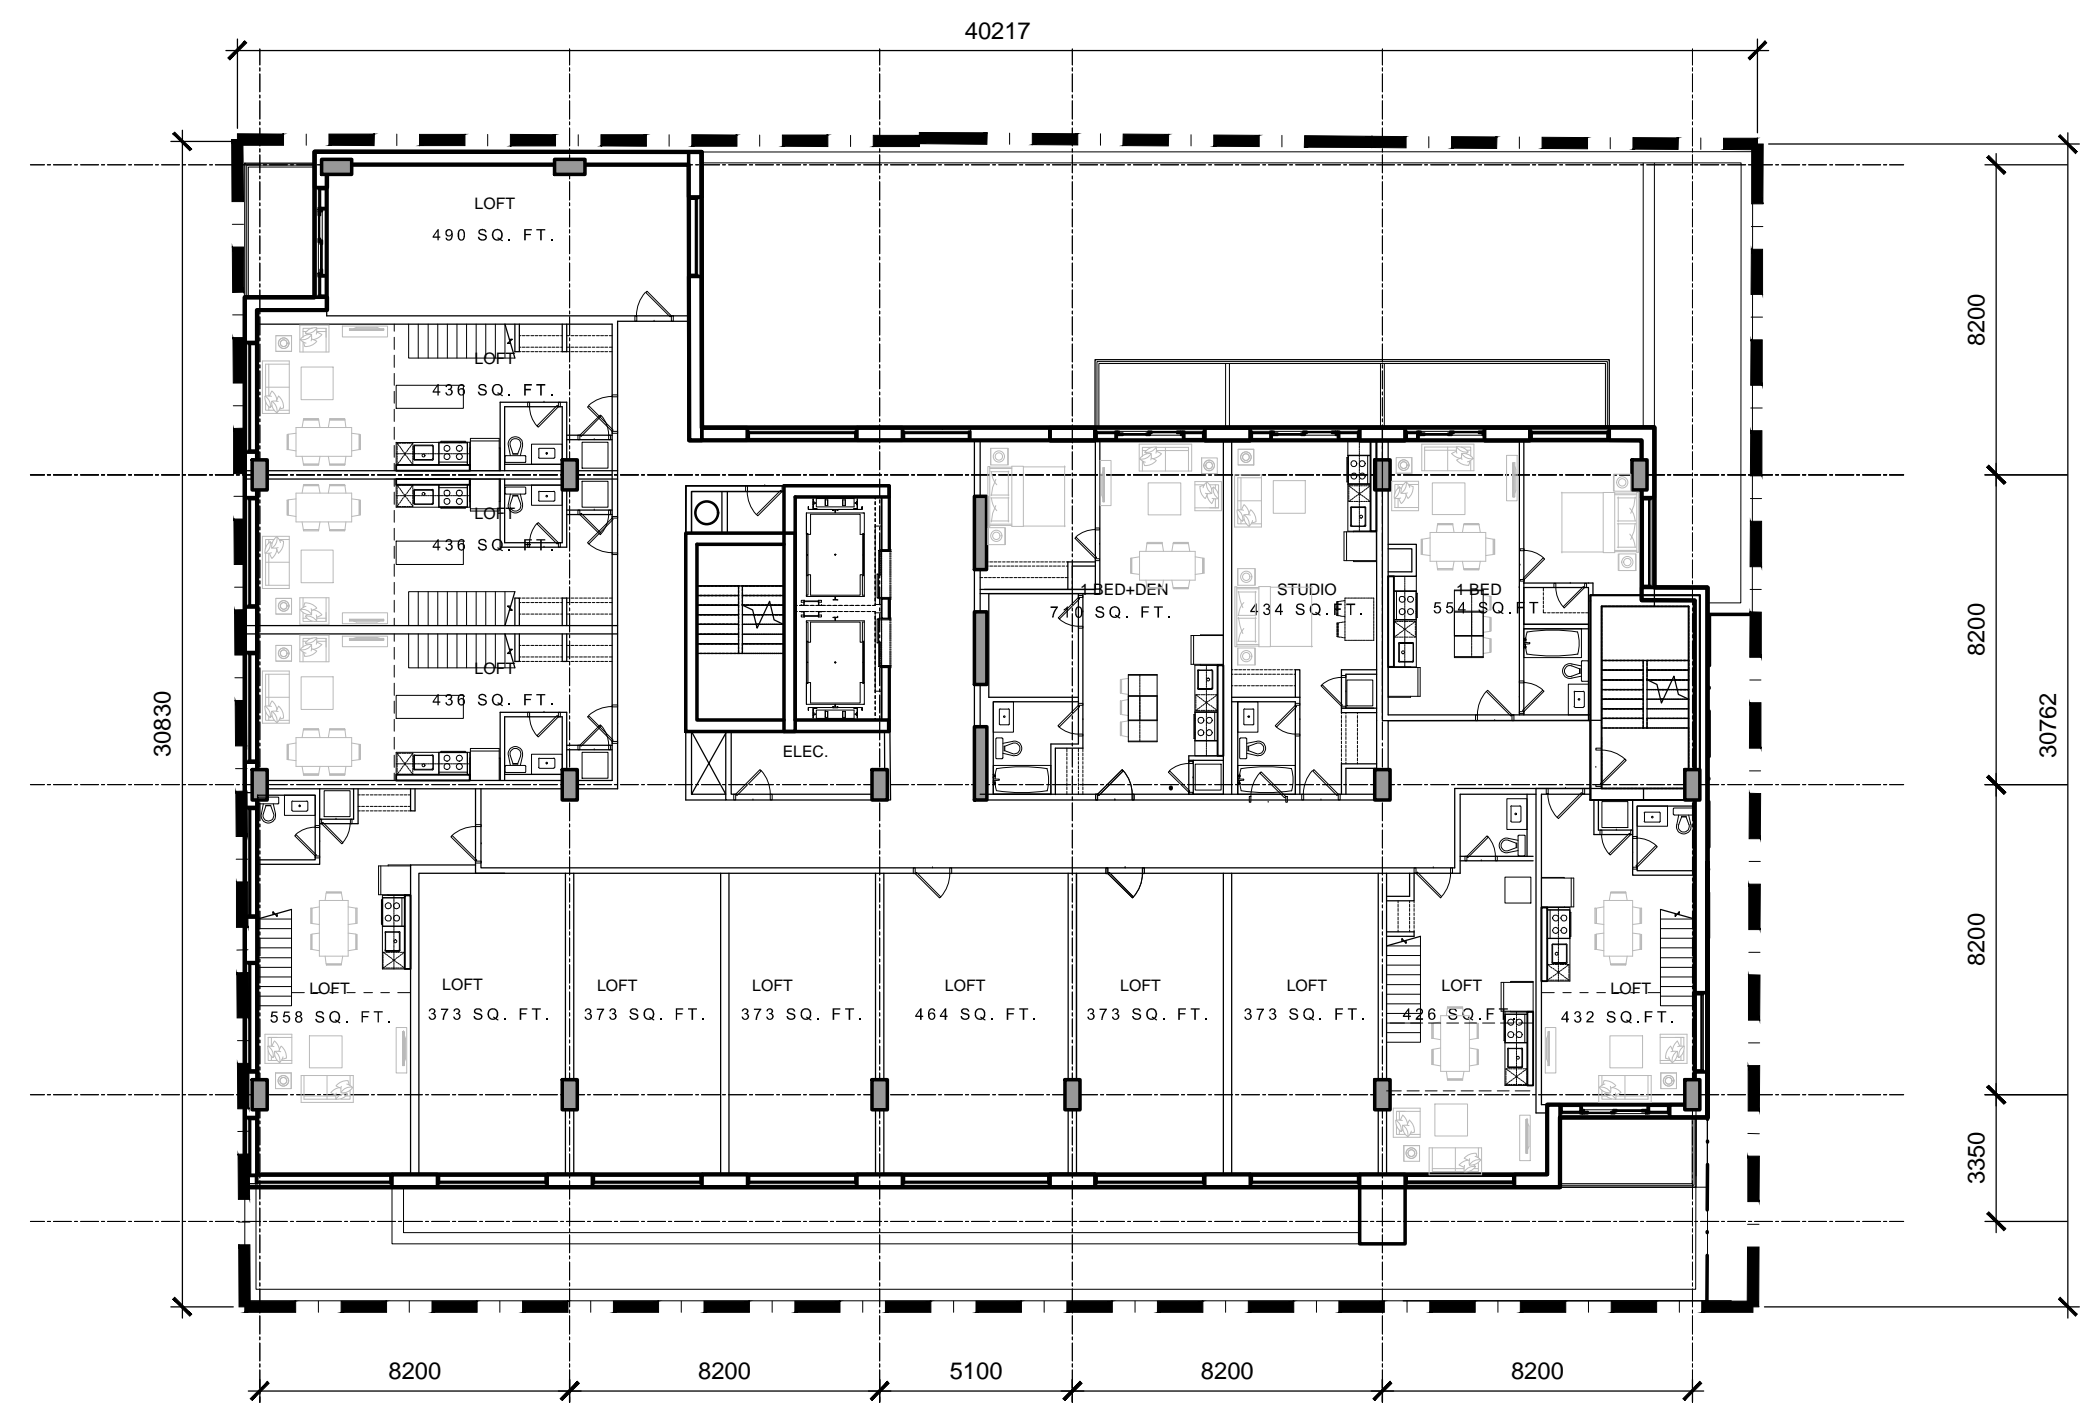 40217
LOFT
490 SQ. FT.
8200
LOFT
436 SQ. FT.
LOFT
436 SQ. FT.
1 BED+DEN
710 SQ. FT.
STUDIO
434 SQ.FT.
1 BED
554 SQ.FT
8200
LOFT
436 SQ. FT.
30830
ELEC.
30762
8200
LOFT
558 SQ. FT.
LOFT
373 SQ. FT.
LOFT
373 SQ. FT.
LOFT
373 SQ. FT.
LOFT
464 SQ. FT.
LOFT
373 SQ. FT.
LOFT
373 SQ. FT.
LOFT
426 SQ.FT.
LOFT
432 SQ.FT.
3350
8200
8200
5100
8200
8200